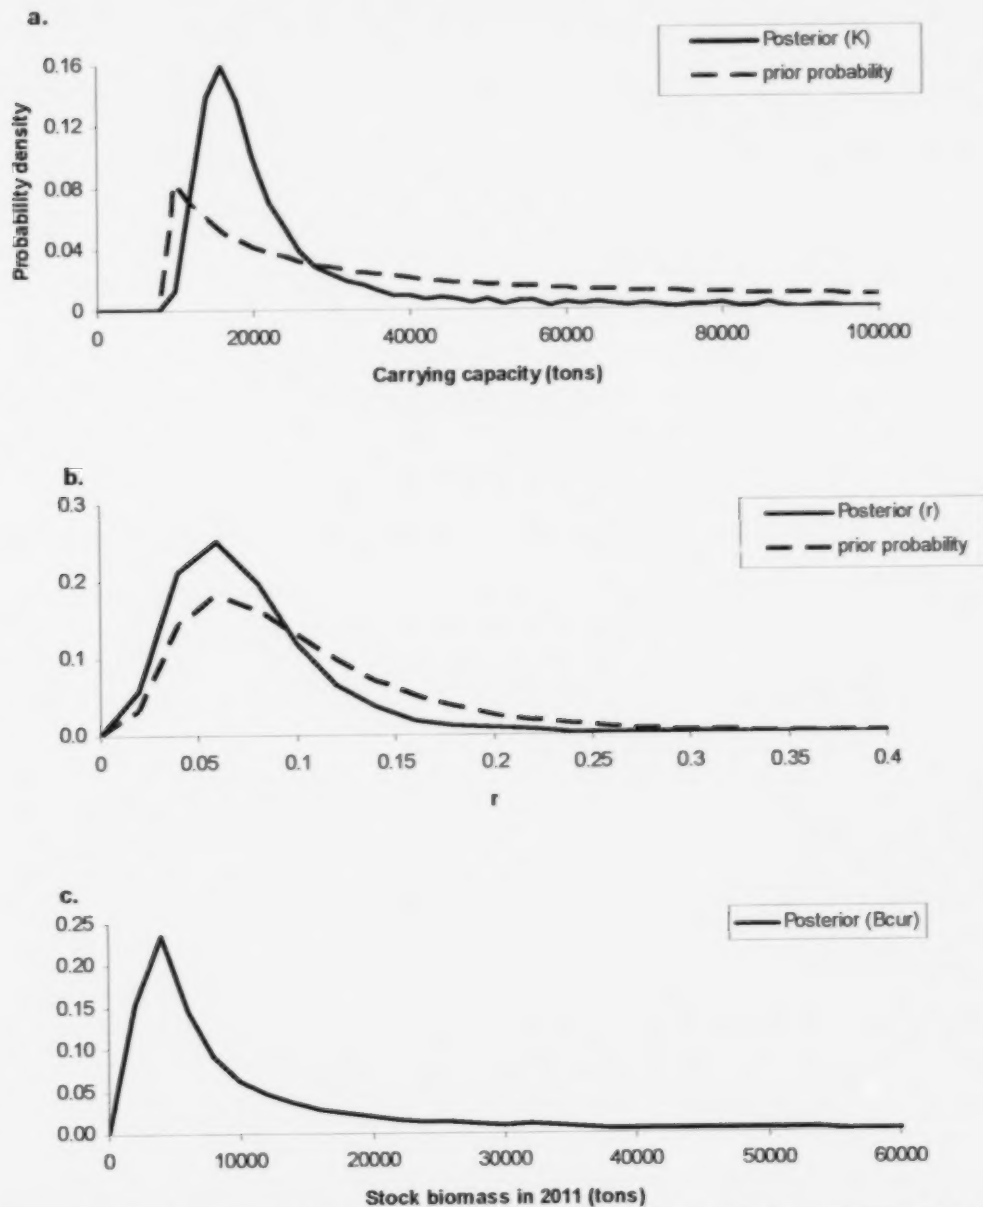 a.
Posterior (K)
prior probability
0.16
0.12
0.08
0.04
0
Probability density
0 20000 40000 60000 80000 100000
Carrying capacity (tons)
b.
Posterior (r)
prior probability
0.3
0.2
0.1
0.0
0 0.05 0.1 0.15 0.2 0.25 0.3 0.35 0.4
r
c.
Posterior (Bcur)
0.25
0.20
0.15
0.10
0.05
0.00
0 10000 20000 30000 40000 50000 60000
Stock biomass in 2011 (tons)